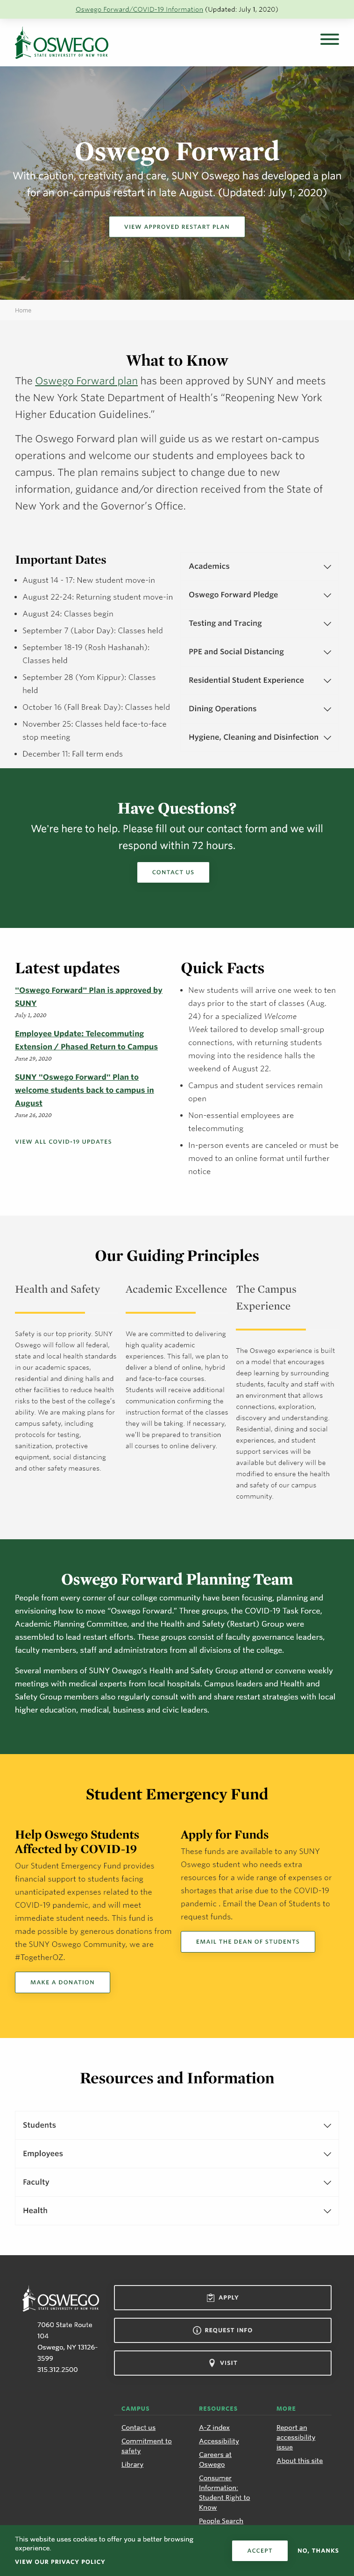 Oswego Forward/COVID-19 Information (Updated: July 1, 2020)
OSWEGO
STATE UNIVERSITY OF NEW YORK
Oswego Forward
With caution, creativity and care, SUNY Oswego has developed a plan
for an on-campus restart in late August. (Updated: July 1, 2020)
VIEW APPROVED RESTART PLAN
Home
What to Know
The Oswego Forward plan has been approved by SUNY and meets
the New York State Department of Health's “Reopening New York
Higher Education Guidelines.”
The Oswego Forward plan will guide us as we restart on-campus
operations and welcome our students and employees back to
campus. The plan remains subject to change due to new
information, guidance and/or direction received from the State of
New York and the Governor's Office.
Important Dates
August 14 - 17: New student move-in
August 22-24: Returning student move-in
August 24: Classes begin
September 7 (Labor Day): Classes held
September 18-19 (Rosh Hashanah):
Classes held
September 28 (Yom Kippur): Classes
held
October 16 (Fall Break Day): Classes held
November 25: Classes held face-to-face
stop meeting
December 11: Fall term ends
Academics
Oswego Forward Pledge
Testing and Tracing
PPE and Social Distancing
Residential Student Experience
Dining Operations
Hygiene, Cleaning and Disinfection
Have Questions?
We're here to help. Please fill out our contact form and we will
respond within 72 hours.
CONTACT US
Latest updates
"Oswego Forward" Plan is approved by
SUNY
July 1, 2020
Employee Update: Telecommuting
Extension / Phased Return to Campus
June 29, 2020
SUNY "Oswego Forward" Plan to
welcome students back to campus in
August
June 24, 2020
VIEW ALL COVID-19 UPDATES
Quick Facts
New students will arrive one week to ten
days prior to the start of classes (Aug.
24) for a specialized Welcome
Week tailored to develop small-group
connections, with returning students
moving into the residence halls the
weekend of August 22.
Campus and student services remain
open
Non-essential employees are
telecommuting
In-person events are canceled or must be
moved to an online format until further
notice
Our Guiding Principles
Health and Safety
Safety is our top priority. SUNY
Oswego will follow all federal,
state and local health standards
in our academic spaces,
residential and dining halls and
other facilities to reduce health
risks to the best of the college's
ability. We are making plans for
campus safety, including
protocols for testing,
sanitization, protective
equipment, social distancing
and other safety measures.
Academic Excellence
We are committed to delivering
high quality academic
experiences. This fall, we plan to
deliver a blend of online, hybrid
and face-to-face courses.
Students will receive additional
communication confirming the
instruction format of the classes
they will be taking. If necessary,
we'll be prepared to transition
all courses to online delivery.
The Campus
Experience
The Oswego experience is built
on a model that encourages
deep learning by surrounding
students, faculty and staff with
an environment that allows
connections, exploration,
discovery and understanding.
Residential, dining and social
experiences, and student
support services will be
available but delivery will be
modified to ensure the health
and safety of our campus
community.
Oswego Forward Planning Team
People from every corner of our college community have been focusing, planning and
envisioning how to move “Oswego Forward.” Three groups, the COVID-19 Task Force,
Academic Planning Committee, and the Health and Safety (Restart) Group were
assembled to lead restart efforts. These groups consist of faculty governance leaders,
faculty members, staff and administrators from all divisions of the college.
Several members of SUNY Oswego's Health and Safety Group attend or convene weekly
meetings with medical experts from local hospitals. Campus leaders and Health and
Safety Group members also regularly consult with and share restart strategies with local
higher education, medical, business and civic leaders.
Student Emergency Fund
Help Oswego Students
Affected by COVID-19
Our Student Emergency Fund provides
financial support to students facing
unanticipated expenses related to the
COVID-19 pandemic, and will meet
immediate student needs. This fund is
made possible by generous donations from
the SUNY Oswego Community, we are
#TogetherOZ.
MAKE A DONATION
Apply for Funds
These funds are available to any SUNY
Oswego student who needs extra
resources for a wide range of expenses or
shortages that arise due to the COVID-19
pandemic . Email the Dean of Students to
request funds.
EMAIL THE DEAN OF STUDENTS
Resources and Information
Students
Employees
Faculty
Health
OSWEGO
STATE UNIVERSITY OF NEW YORK
7060 State Route
104
Oswego, NY 13126-
3599
315.312.2500
APPLY
REQUEST INFO
VISIT
CAMPUS
Contact us
Commitment to
safety
Library
RESOURCES
A-Z index
Accessibility
Careers at
Oswego
Consumer
Information:
Student Right to
Know
People Search
MORE
Report an
accessibility
issue
About this site
This website uses cookies to offer you a better browsing
experience.
VIEW OUR PRIVACY POLICY
ACCEPT
NO, THANKS